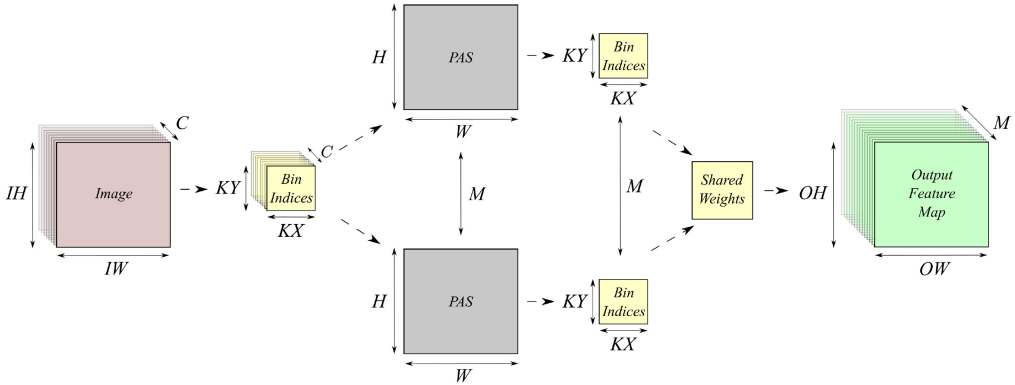 C
IH
Image
IW
C
KY
Bin
Indices
KX
H
PAS
W
M
H
PAS
W
KY
Bin
Indices
KX
M
KY
Bin
Indices
KX
Shared
Weights
M
OH
Output
Feature
Map
OW